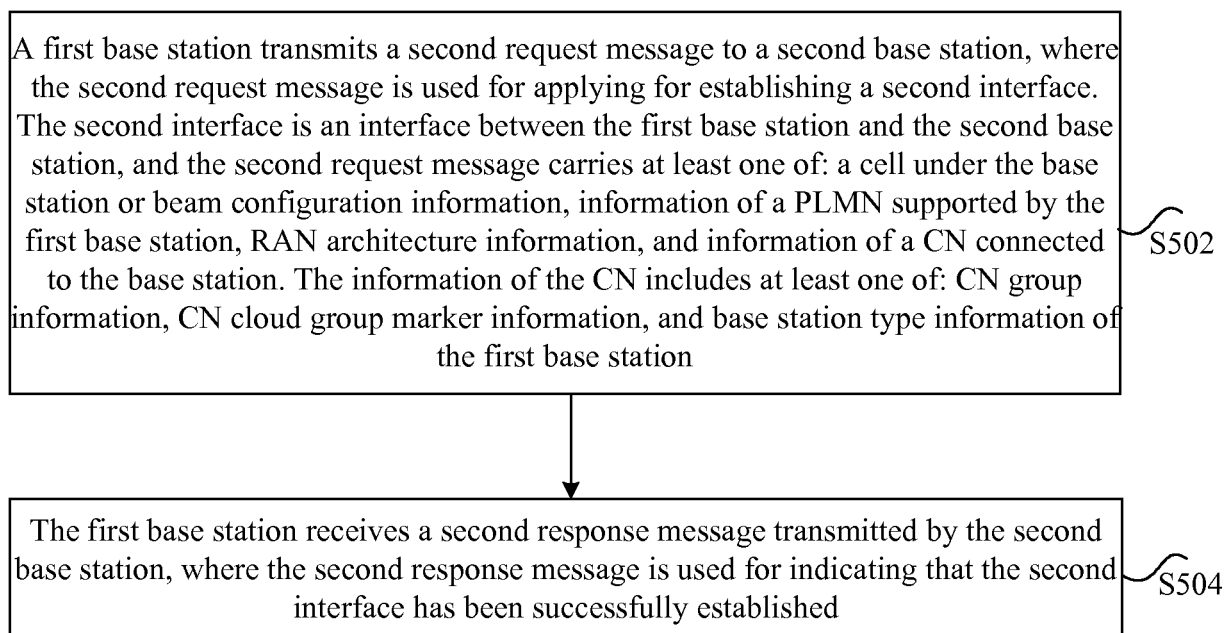 A first base station transmits a second request message to a second base station, where
the second request message is used for applying for establishing a second interface.
The second interface is an interface between the first base station and the second base
station, and the second request message carries at least one of: a cell under the base
station or beam configuration information, information of a PLMN supported by the
first base station, RAN architecture information, and information of a CN connected
to the base station. The information of the CN includes at least one of: CN group
information, CN cloud group marker information, and base station type information of
the first base station
S502
The first base station receives a second response message transmitted by the second
base station, where the second response message is used for indicating that the second
interface has been successfully established
S504